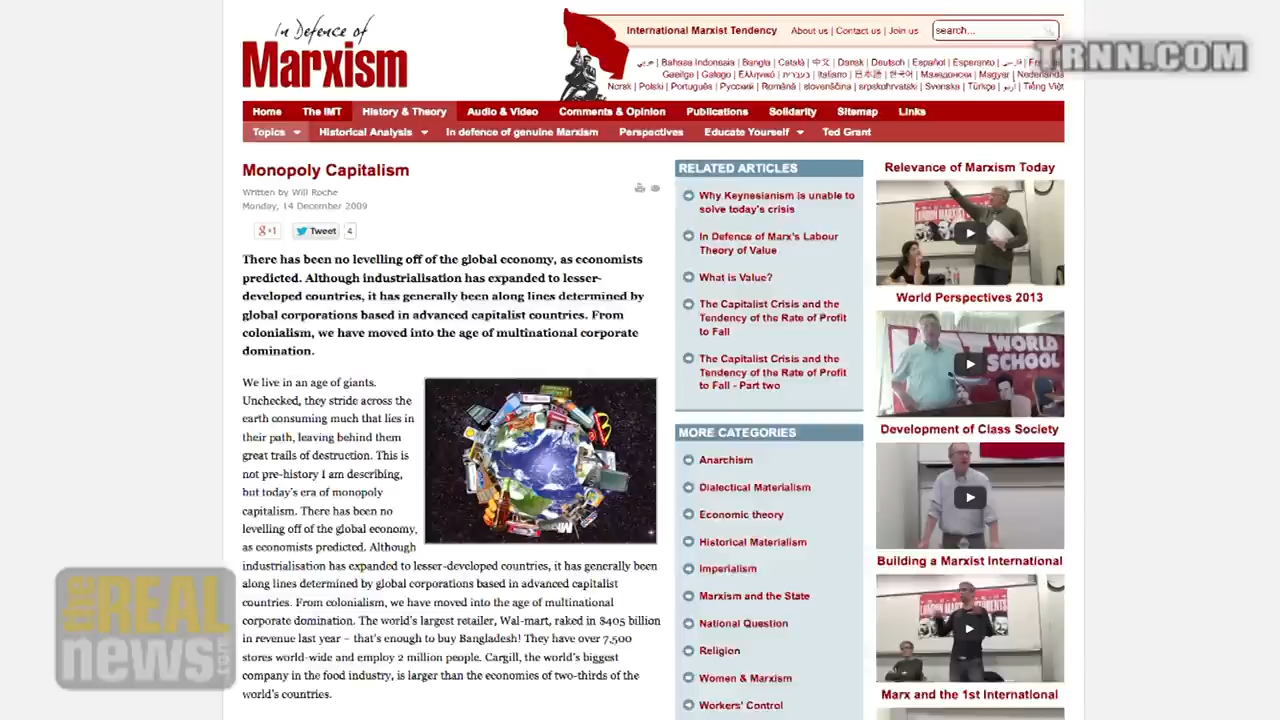 In Defence of
Marxism
International Marxist Tendency
About us | Contact us | Join us
search...
TRNN.COM
عربي | Bahasa Indonesia | Bangla | Català | 中文 | Dansk | Deutsch | Español | Esperanto | فارسی
Gaeilge | Galego | Ελληνικά | עברית | Italiano | 日本語 | 한국어 | Македонски | Magyar | Nederlands
Norsk | Polski | Português | Русский | Română | slovenščina | srpskohrvatski | Svenska | Türkçe | اردو | Tiếng Việt
Home The IMT History & Theory Audio & Video Comments & Opinion Publications Solidarity Sitemap Links
Topics Historical Analysis In defence of genuine Marxism Perspectives Educate Yourself Ted Grant
Monopoly Capitalism
Written by Will Roche
Monday, 14 December 2009
+1 Tweet 4
There has been no levelling off of the global economy, as economists
predicted. Although industrialisation has expanded to lesser-
developed countries, it has generally been along lines determined by
global corporations based in advanced capitalist countries. From
colonialism, we have moved into the age of multinational corporate
domination.
We live in an age of giants.
Unchecked, they stride across the
earth consuming much that lies in
their path, leaving behind them
great trails of destruction. This is
not pre-history I am describing,
but today's era of monopoly
capitalism. There has been no
levelling off of the global economy,
as economists predicted. Although
industrialisation has expanded to lesser-developed countries, it has generally been
along lines determined by global corporations based in advanced capitalist
countries. From colonialism, we have moved into the age of multinational
corporate domination. The world's largest retailer, Wal-mart, raked in $405 billion
in revenue last year – that's enough to buy Bangladesh! They have over 7,500
stores world-wide and employ 2 million people. Cargill, the world's biggest
company in the food industry, is larger than the economies of two-thirds of the
world's countries.
RELATED ARTICLES
Why Keynesianism is unable to
solve today's crisis
In Defence of Marx's Labour
Theory of Value
What is Value?
The Capitalist Crisis and the
Tendency of the Rate of Profit
to Fall
The Capitalist Crisis and the
Tendency of the Rate of Profit
to Fall - Part two
MORE CATEGORIES
Anarchism
Dialectical Materialism
Economic theory
Historical Materialism
Imperialism
Marxism and the State
National Question
Religion
Women & Marxism
Workers' Control
Relevance of Marxism Today
World Perspectives 2013
WORLD
SCHOOL
Development of Class Society
Building a Marxist International
Marx and the 1st International
the
REAL
news.com